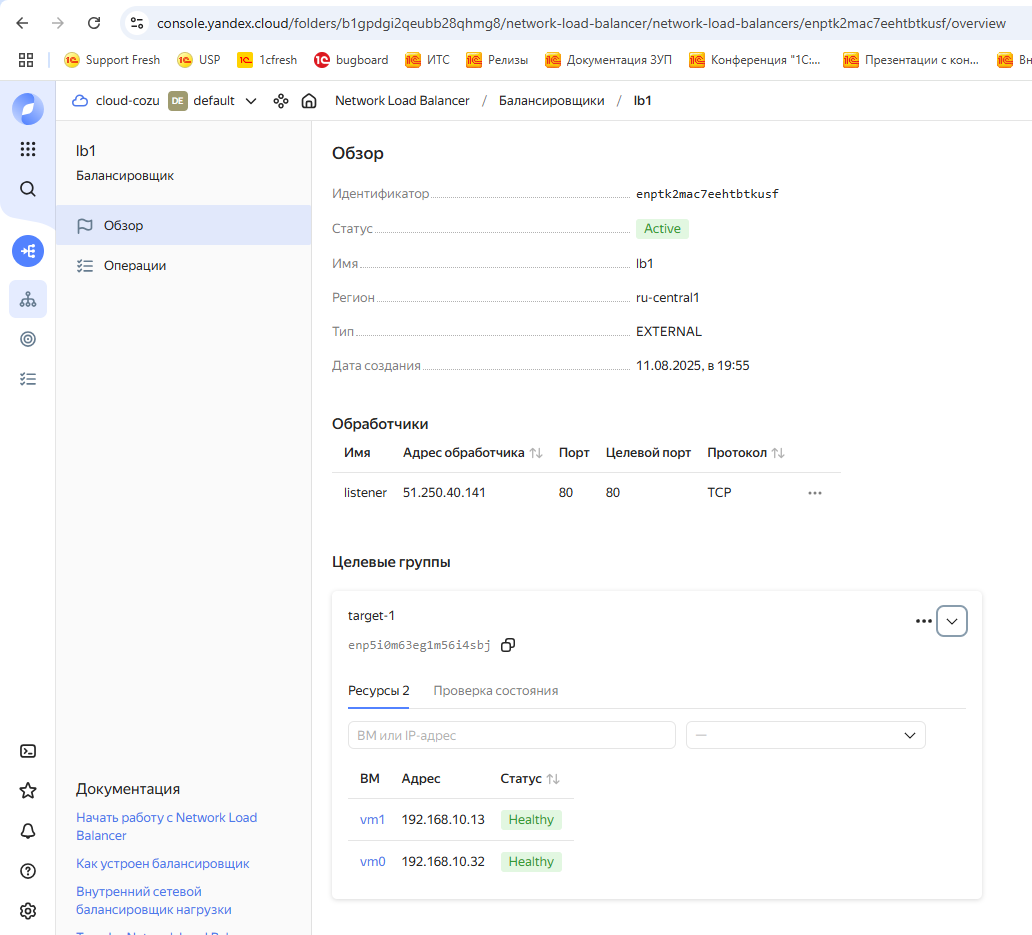 console.yandex.cloud/folders/b1gpdgi2qeubb28qhmg8/network-load-balancer/network-load-balancers/enptk2mac7eehtbtkusf/overview
Support Fresh USP 1cfresh bugboard ИТС Релизы Документация ЗУП Конференция "1С:... Презентации с кон... Вн
cloud-cozu DE default Network Load Balancer / Балансировщики / lb1
lb1
Балансировщик
Обзор
Операции
Обзор
Идентификатор enptk2mac7eehtbtkusf
Статус Active
Имя lb1
Регион ru-central1
Тип EXTERNAL
Дата создания 11.08.2025, в 19:55
Обработчики
Имя Адрес обработчика Порт Целевой порт Протокол
listener 51.250.40.141 80 80 TCP
Целевые группы
target-1
enp5i0m63eg1m56i4sbj
Ресурсы 2 Проверка состояния
ВМ или IP-адрес —
ВМ Адрес Статус
vm1 192.168.10.13 Healthy
vm0 192.168.10.32 Healthy
Документация
Начать работу с Network Load
Balancer
Как устроен балансировщик
Внутренний сетевой
балансировщик нагрузки